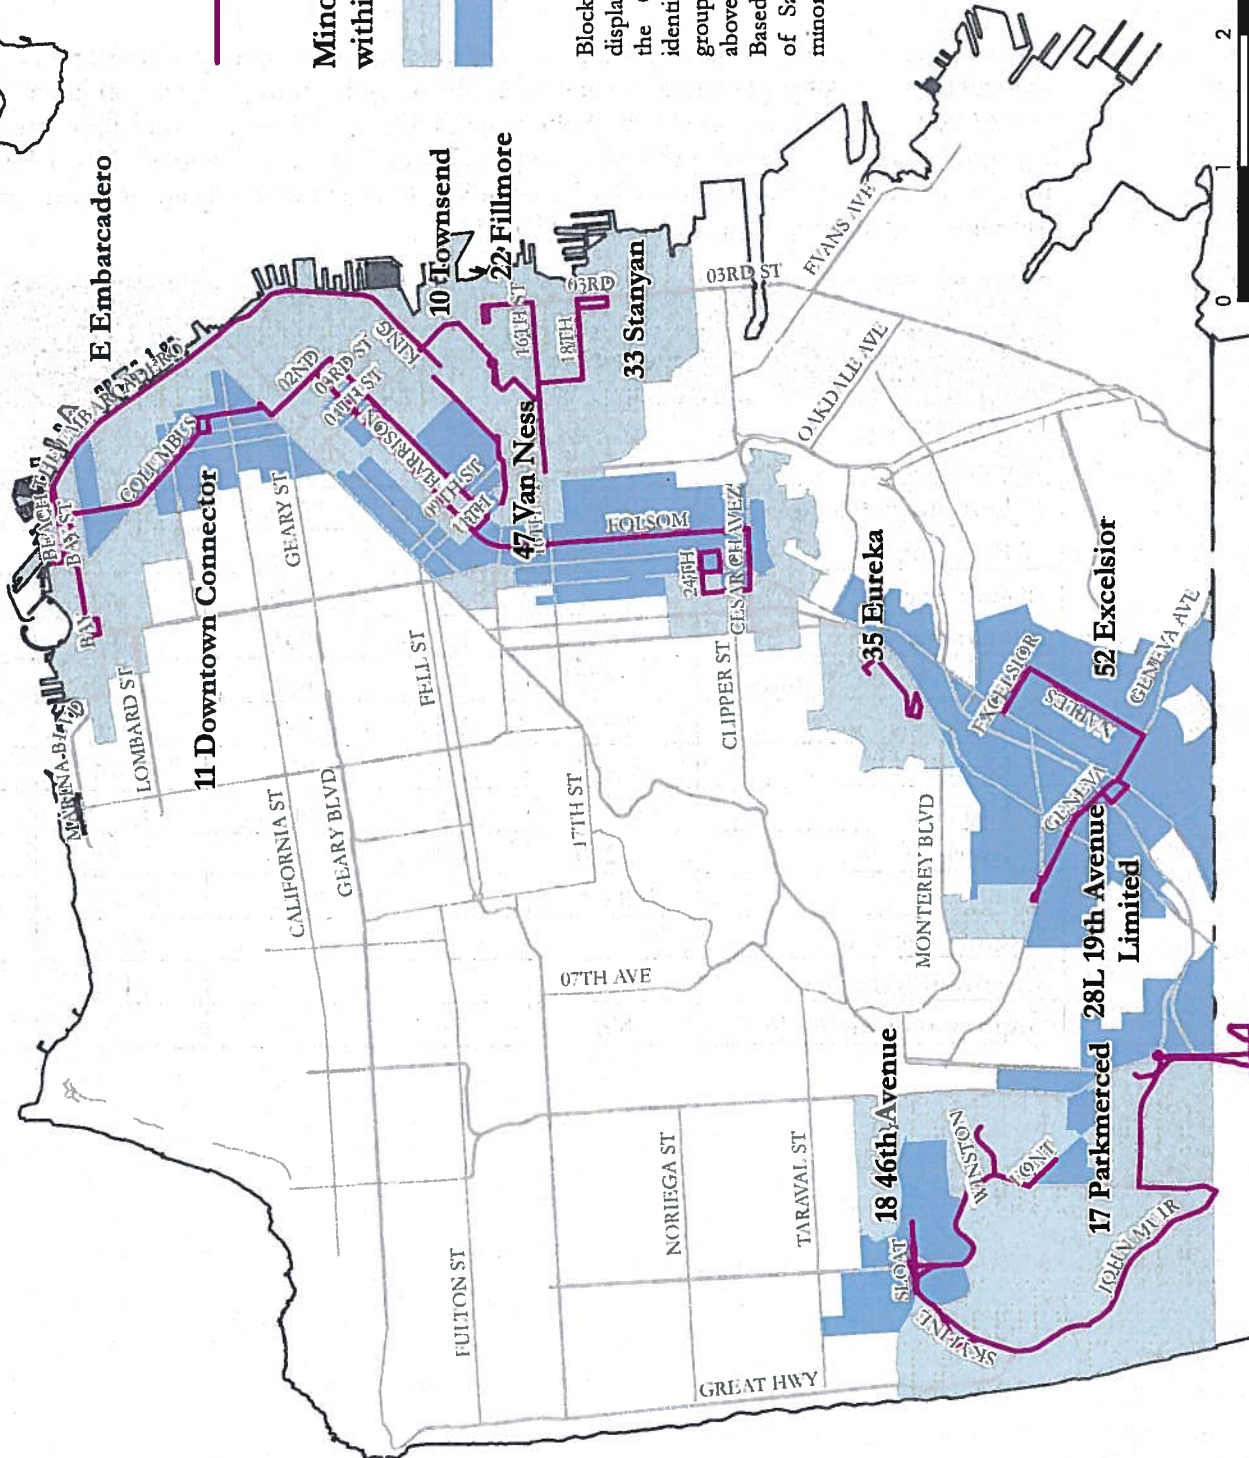 E Embarcadero
10 Townsend
22 Fillmore
33 Stanyan
47 Van Ness
11 Downtown Connector
35 Eureka
52 Excelsior
28L 19th Avenue
Limited
17 Parkmerced
18 46th Avenue
THE EMBARCADERO
BEACH
BAY ST
BAY
COLUMBUS
02ND
03RD ST
04TH ST
KING
HARRISON
16TH ST
18TH
03RD
03RD ST
EVANS AVE
OAKDALE AVE
FOLSOM
24TH
CESAR CHAVEZ
GEARY ST
LOMBARD ST
FELL ST
CLIPPER ST
CALIFORNIA ST
GEARY BLVD
17TH ST
MONTEREY BLVD
07TH AVE
EXCELSIOR
NAPLES
GENEVA AVE
GENEVA
FULTON ST
NORIEGA ST
TARAVAL ST
GREAT HWY
SLOAT
SKYLINE
WINSTON
FONT
JOHN MUIR
Mino
withi
Block
displa
the
identi
group
above
Based
of Sa
minor
0 1 2